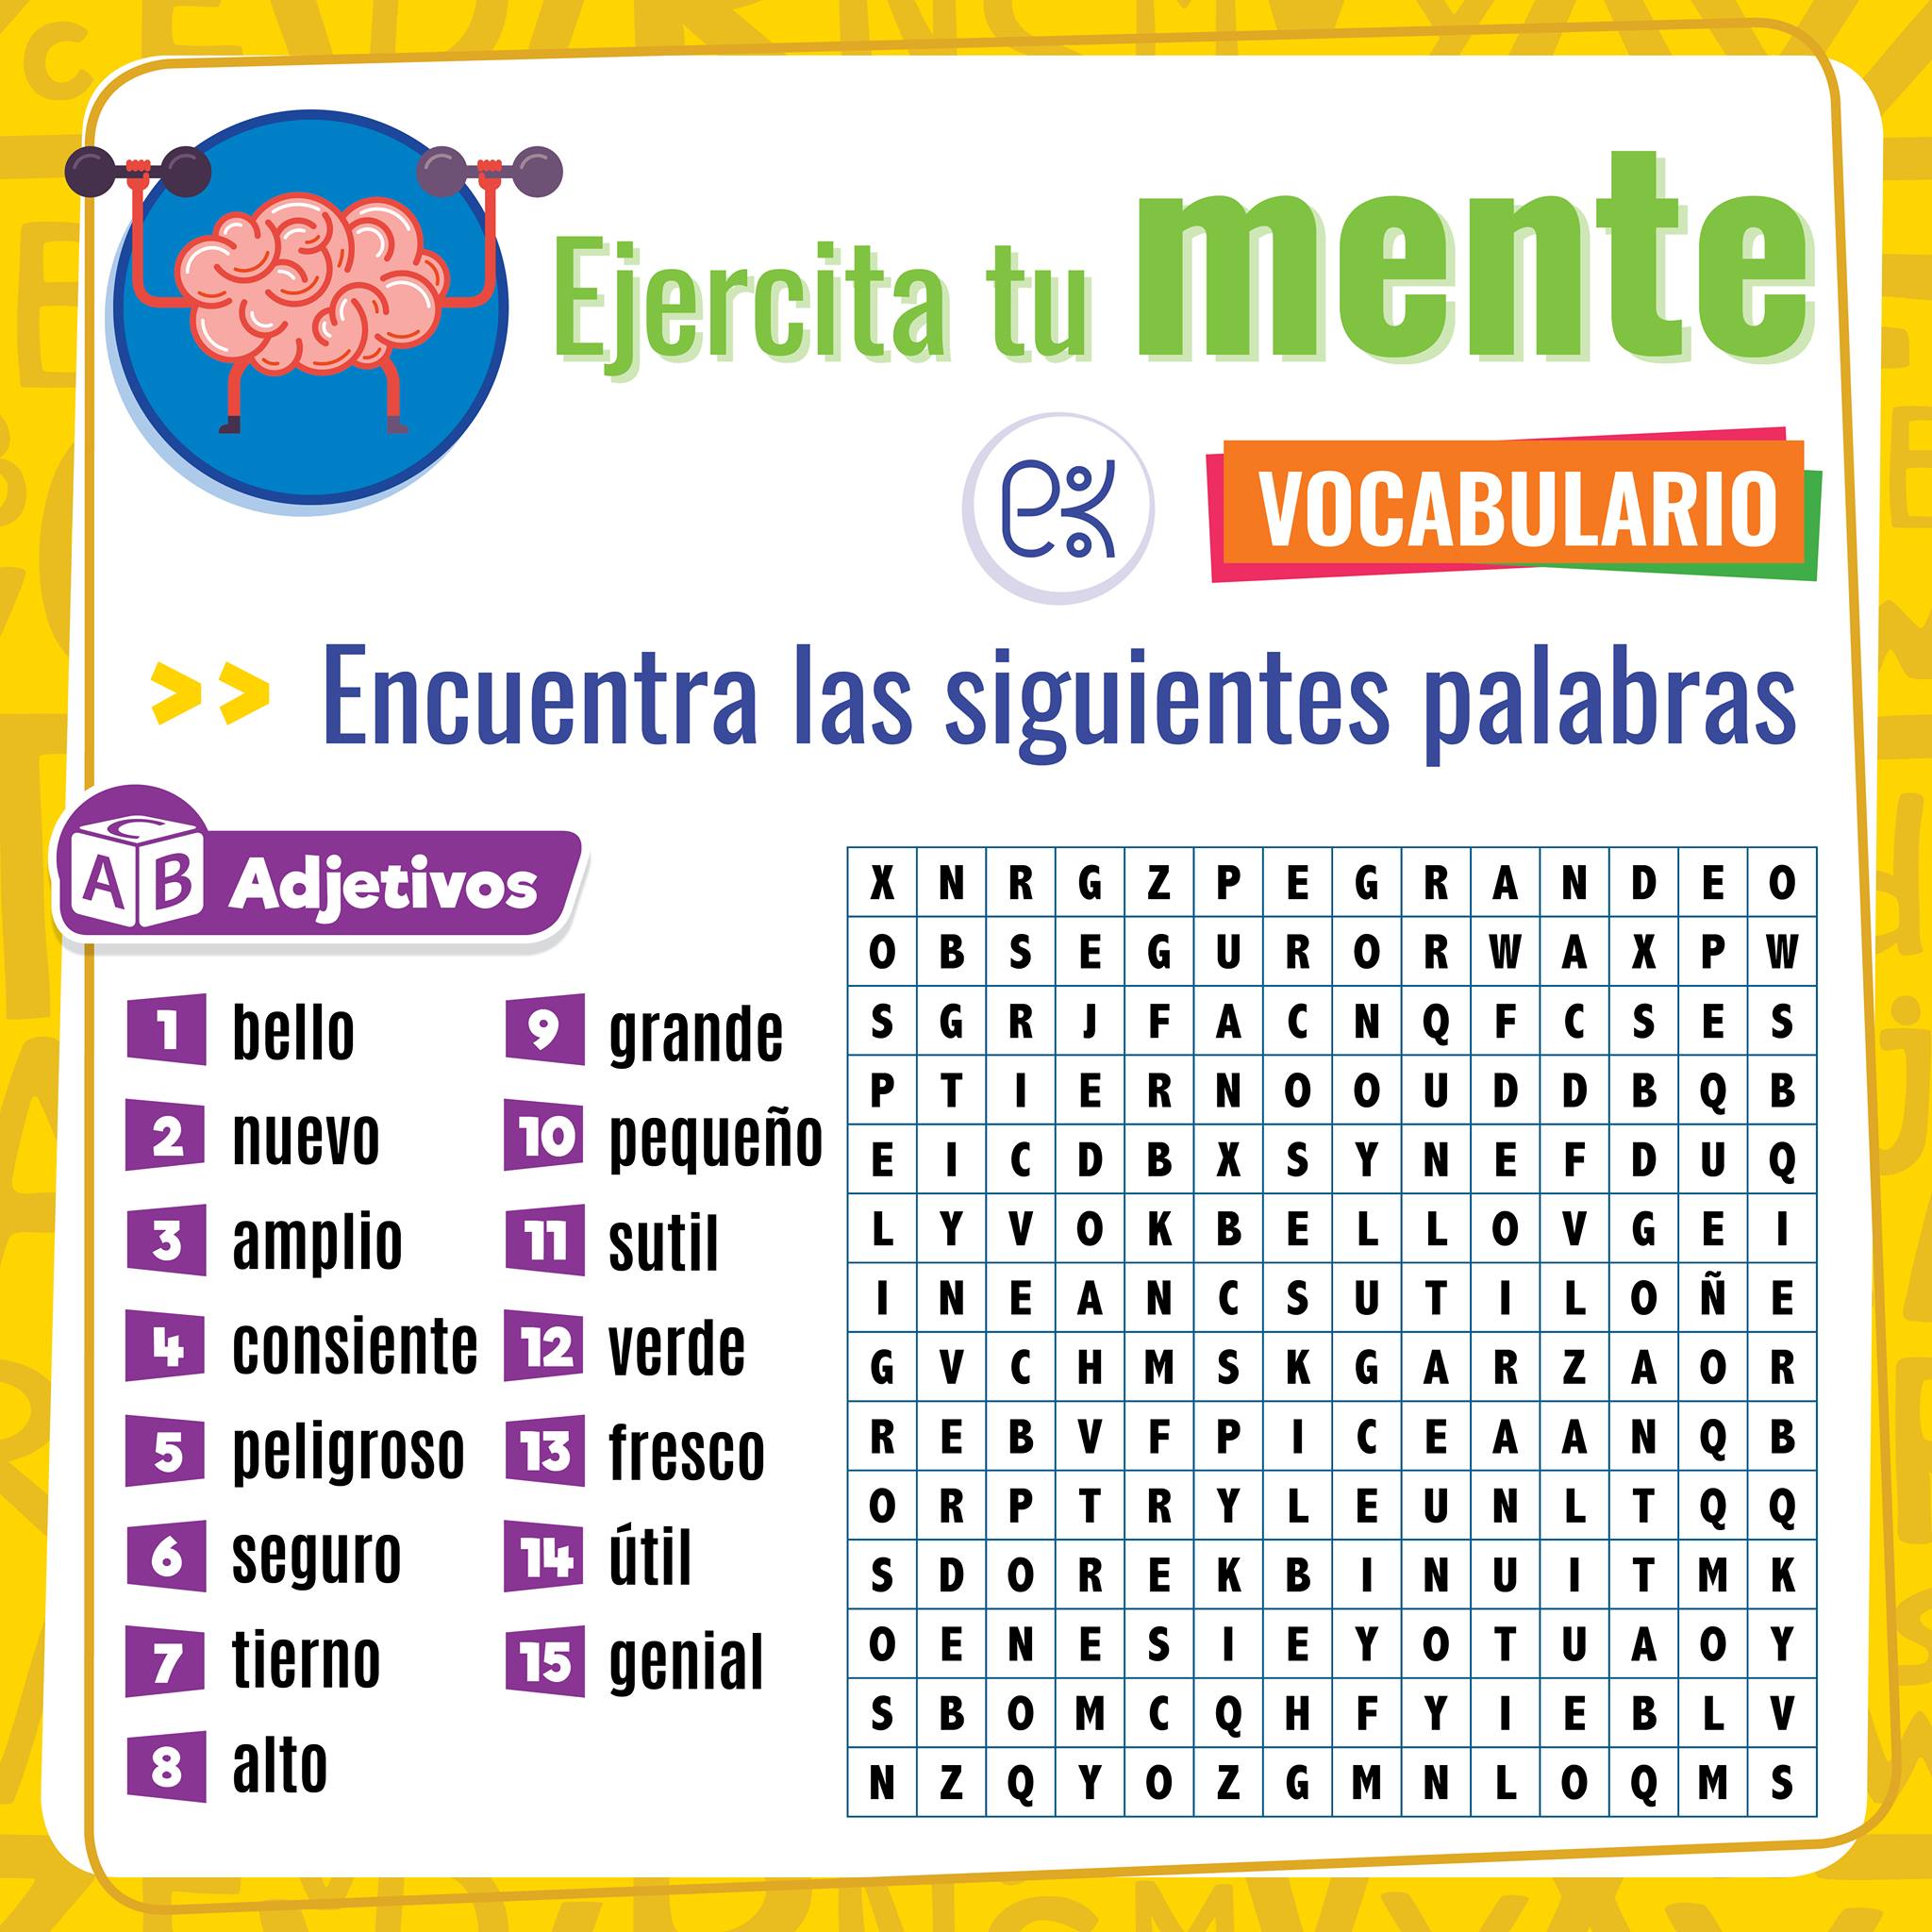 Ejercita tu mente
VOCABULARIO
>> Encuentra las siguientes palabras
C
A B Adjetivos
1 bello
2 nuevo
3 amplio
4 consiente
5 peligroso
6 seguro
7 tierno
8 alto
9 grande
10 pequeño
11 sutil
12 verde
13 fresco
14 útil
15 genial
X N R G Z P E G R A N D E O
O B S E G U R O R W A X P W
S G R J F A C N Q F C S E S
P T I E R N O O U D D B Q B
E I C D B X S Y N E F D U Q
L Y V O K B E L L O V G E I
I N E A N C S U T I L O Ñ E
G V C H M S K G A R Z A O R
R E B V F P I C E A A N Q B
O R P T R Y L E U N L T Q Q
S D O R E K B I N U I T M K
O E N E S I E Y O T U A O Y
S B O M C Q H F Y I E B L V
N Z Q Y O Z G M N L O Q M S